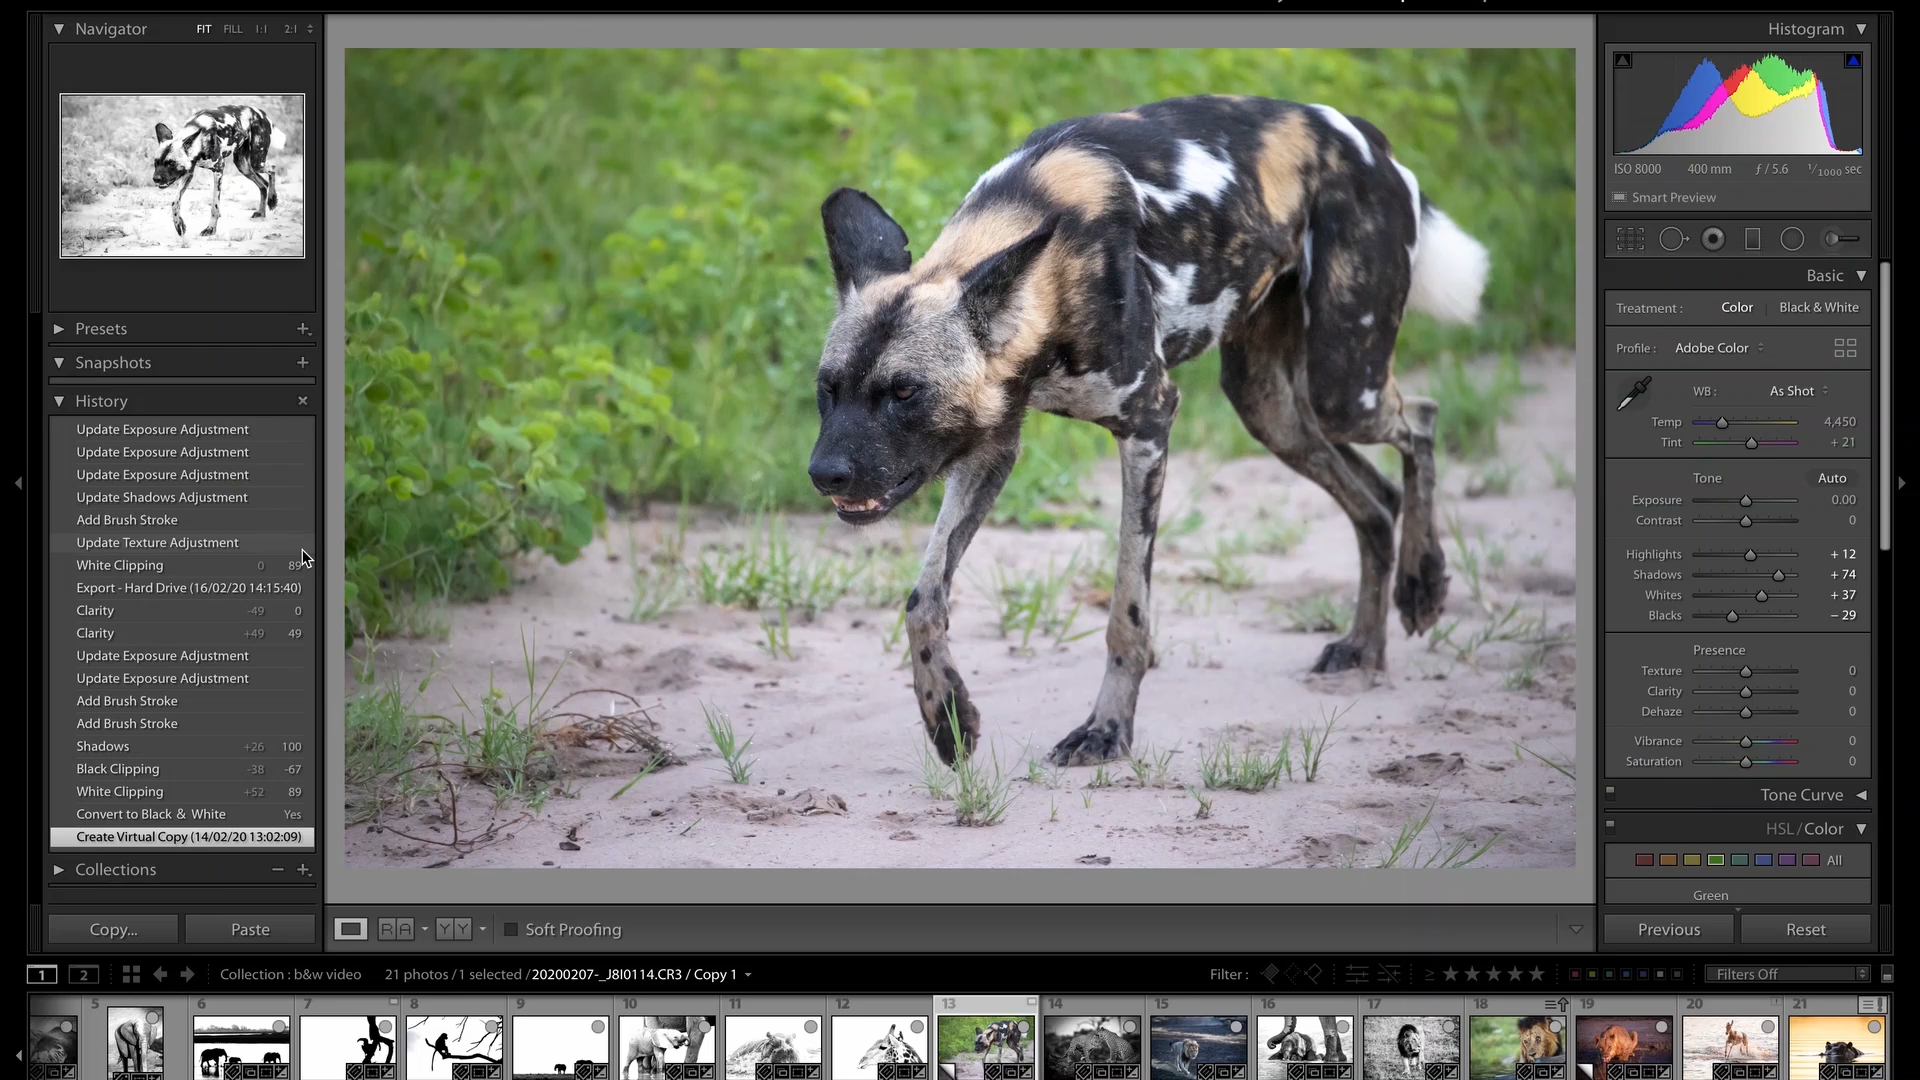 Navigator FIT FILL 1:1 2:1
Presets
Snapshots
History
Update Exposure Adjustment
Update Exposure Adjustment
Update Exposure Adjustment
Update Shadows Adjustment
Add Brush Stroke
Update Texture Adjustment
White Clipping 0 89
Export - Hard Drive (16/02/20 14:15:40)
Clarity -49 0
Clarity +49 49
Update Exposure Adjustment
Update Exposure Adjustment
Add Brush Stroke
Add Brush Stroke
Shadows +26 100
Black Clipping -38 -67
White Clipping +52 89
Convert to Black & White Yes
Create Virtual Copy (14/02/20 13:02:09)
Collections
Copy... Paste
R A Y Y Soft Proofing
Histogram
ISO 8000 400 mm ƒ / 5.6 1/1000 sec
Smart Preview
Basic
Treatment : Color Black & White
Profile : Adobe Color
WB : As Shot
Temp 4,450
Tint + 21
Tone Auto
Exposure 0.00
Contrast 0
Highlights + 12
Shadows + 74
Whites + 37
Blacks − 29
Presence
Texture 0
Clarity 0
Dehaze 0
Vibrance 0
Saturation 0
Tone Curve
HSL / Color
All
Green
Previous Reset
1 2 Collection : b&w video 21 photos / 1 selected / 20200207-_J8I0114.CR3 / Copy 1 Filter : ≥ Filters Off
5 6 7 8 9 10 11 12 13 14 15 16 17 18 19 20 21